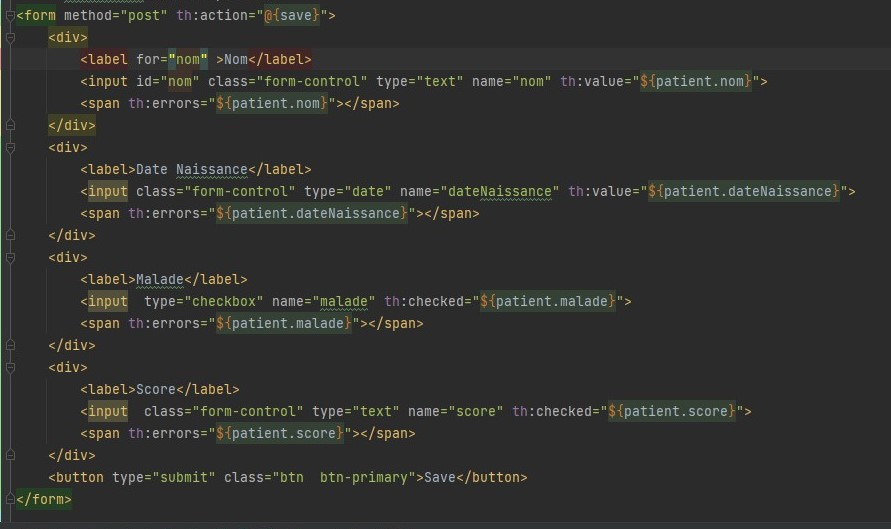 <form method="post" th:action="@{save}">
<div>
<label for="nom" >Nom</label>
<input id="nom" class="form-control" type="text" name="nom" th:value="${patient.nom}">
<span th:errors="${patient.nom}"></span>
</div>
<div>
<label>Date Naissance</label>
<input class="form-control" type="date" name="dateNaissance" th:value="${patient.dateNaissance}">
<span th:errors="${patient.dateNaissance}"></span>
</div>
<div>
<label>Malade</label>
<input  type="checkbox" name="malade" th:checked="${patient.malade}">
<span th:errors="${patient.malade}"></span>
</div>
<div>
<label>Score</label>
<input  class="form-control" type="text" name="score" th:checked="${patient.score}">
<span th:errors="${patient.score}"></span>
</div>
<button type="submit" class="btn  btn-primary">Save</button>
</form>